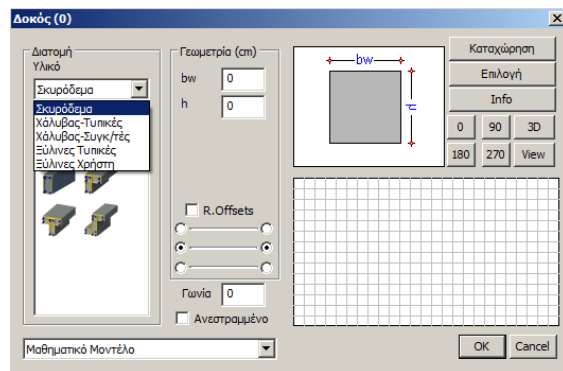 Δοκός (0)
Διατομή
Υλικό
Σκυρόδεμα
Σκυρόδεμα
Χάλυβας-Τυπικές
Χάλυβας-Συγκ/τές
Ξύλινες Τυπικές
Ξύλινες Χρήστη
Γεωμετρία (cm)
bw 0
h 0
R.Offsets
Γωνία 0
Ανεστραμμένο
bw
h
Καταχώρηση
Επιλογή
Info
0 90 3D
180 270 View
Μαθηματικό Μοντέλο
OK Cancel